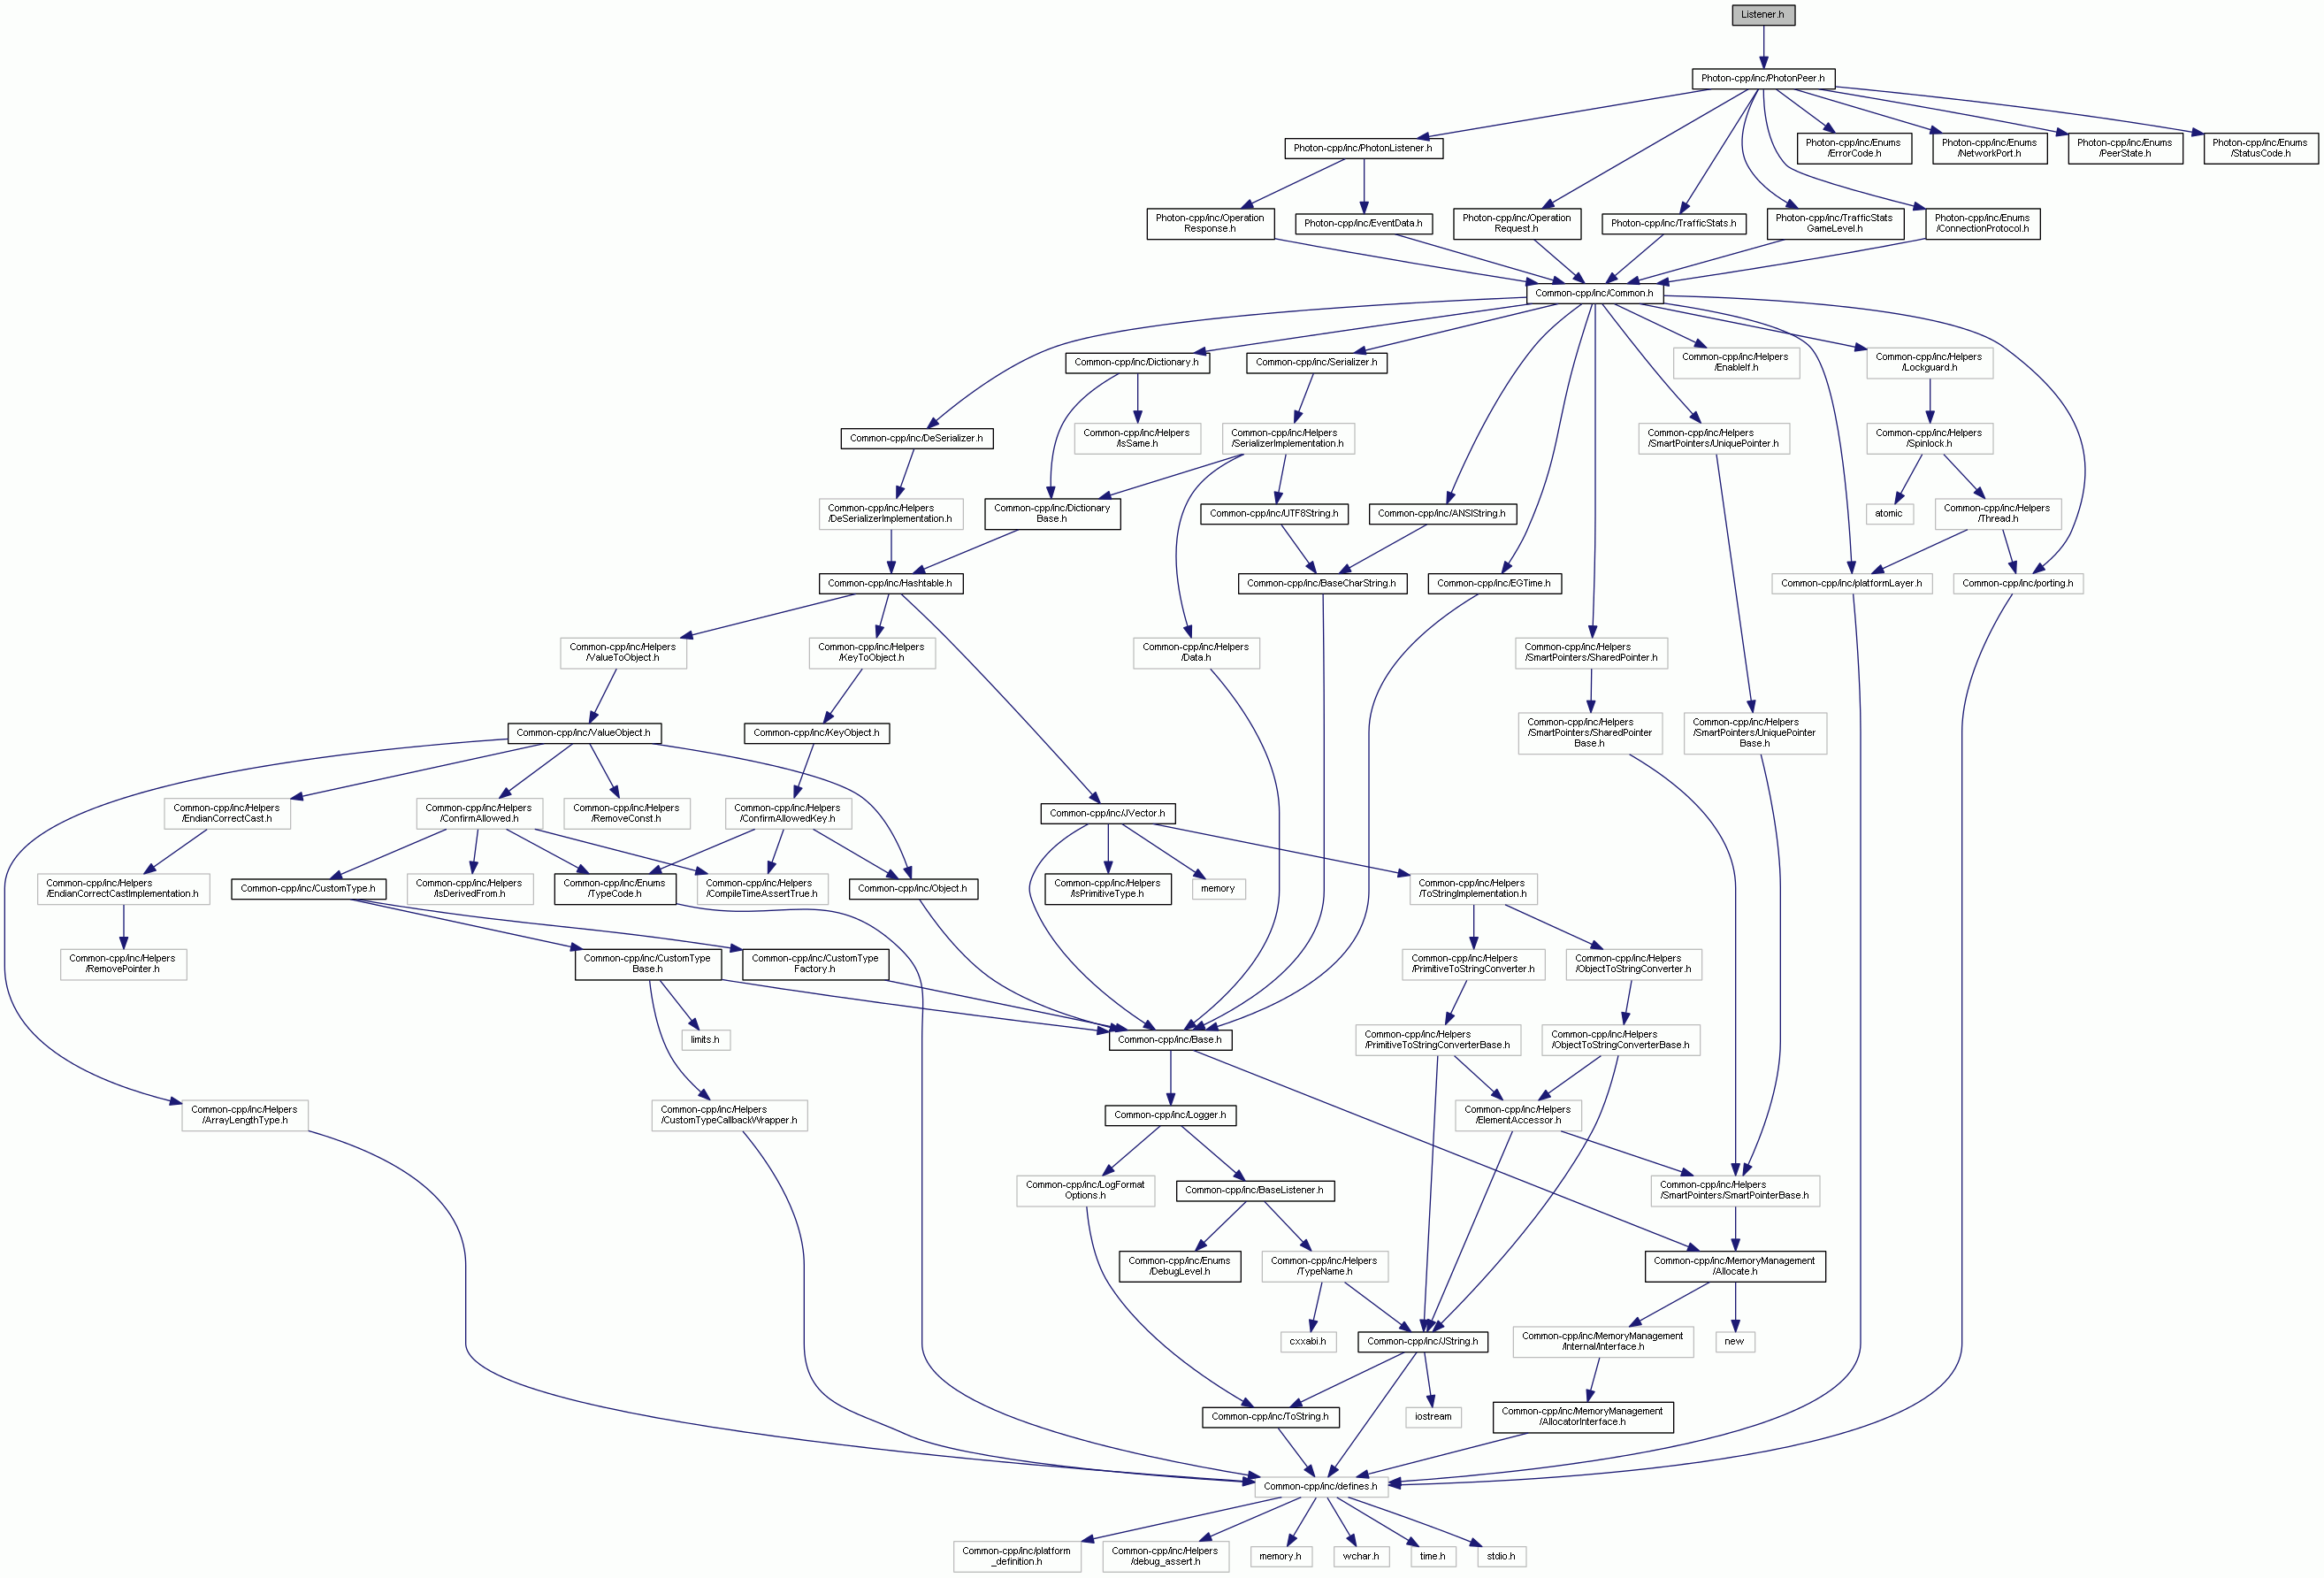 Listener.h
Photon-cpp/inc/PhotonPeer.h
Photon-cpp/inc/PhotonListener.h
Photon-cpp/inc/Enums
/ErrorCode.h
Photon-cpp/inc/Enums
/NetworkPort.h
Photon-cpp/inc/Enums
/PeerState.h
Photon-cpp/inc/Enums
/StatusCode.h
Photon-cpp/inc/Operation
Response.h
Photon-cpp/inc/EventData.h
Photon-cpp/inc/Operation
Request.h
Photon-cpp/inc/TrafficStats.h
Photon-cpp/inc/TrafficStats
GameLevel.h
Photon-cpp/inc/Enums
/ConnectionProtocol.h
Common-cpp/inc/Common.h
Common-cpp/inc/Dictionary.h
Common-cpp/inc/Serializer.h
Common-cpp/inc/Helpers
/EnableIf.h
Common-cpp/inc/Helpers
/Lockguard.h
Common-cpp/inc/DeSerializer.h
Common-cpp/inc/Helpers
/IsSame.h
Common-cpp/inc/Helpers
/SerializerImplementation.h
Common-cpp/inc/Helpers
/SmartPointers/UniquePointer.h
Common-cpp/inc/Helpers
/Spinlock.h
Common-cpp/inc/Helpers
/DeSerializerImplementation.h
Common-cpp/inc/Dictionary
Base.h
Common-cpp/inc/UTF8String.h
Common-cpp/inc/ANSIString.h
atomic
Common-cpp/inc/Helpers
/Thread.h
Common-cpp/inc/Hashtable.h
Common-cpp/inc/BaseCharString.h
Common-cpp/inc/EGTime.h
Common-cpp/inc/platformLayer.h
Common-cpp/inc/porting.h
Common-cpp/inc/Helpers
/ValueToObject.h
Common-cpp/inc/Helpers
/KeyToObject.h
Common-cpp/inc/Helpers
/Data.h
Common-cpp/inc/Helpers
/SmartPointers/SharedPointer.h
Common-cpp/inc/ValueObject.h
Common-cpp/inc/KeyObject.h
Common-cpp/inc/Helpers
/SmartPointers/SharedPointer
Base.h
Common-cpp/inc/Helpers
/SmartPointers/UniquePointer
Base.h
Common-cpp/inc/Helpers
/EndianCorrectCast.h
Common-cpp/inc/Helpers
/ConfirmAllowed.h
Common-cpp/inc/Helpers
/RemoveConst.h
Common-cpp/inc/Helpers
/ConfirmAllowedKey.h
Common-cpp/inc/JVector.h
Common-cpp/inc/Helpers
/EndianCorrectCastImplementation.h
Common-cpp/inc/CustomType.h
Common-cpp/inc/Helpers
/IsDerivedFrom.h
Common-cpp/inc/Enums
/TypeCode.h
Common-cpp/inc/Helpers
/CompileTimeAssertTrue.h
Common-cpp/inc/Object.h
Common-cpp/inc/Helpers
/IsPrimitiveType.h
memory
Common-cpp/inc/Helpers
/ToStringImplementation.h
Common-cpp/inc/Helpers
/RemovePointer.h
Common-cpp/inc/CustomType
Base.h
Common-cpp/inc/CustomType
Factory.h
Common-cpp/inc/Helpers
/PrimitiveToStringConverter.h
Common-cpp/inc/Helpers
/ObjectToStringConverter.h
limits.h
Common-cpp/inc/Base.h
Common-cpp/inc/Helpers
/PrimitiveToStringConverterBase.h
Common-cpp/inc/Helpers
/ObjectToStringConverterBase.h
Common-cpp/inc/Helpers
/ArrayLengthType.h
Common-cpp/inc/Helpers
/CustomTypeCallbackWrapper.h
Common-cpp/inc/Logger.h
Common-cpp/inc/Helpers
/ElementAccessor.h
Common-cpp/inc/LogFormat
Options.h
Common-cpp/inc/BaseListener.h
Common-cpp/inc/Helpers
/SmartPointers/SmartPointerBase.h
Common-cpp/inc/Enums
/DebugLevel.h
Common-cpp/inc/Helpers
/TypeName.h
Common-cpp/inc/MemoryManagement
/Allocate.h
cxxabi.h
Common-cpp/inc/JString.h
Common-cpp/inc/MemoryManagement
/Internal/Interface.h
new
Common-cpp/inc/ToString.h
iostream
Common-cpp/inc/MemoryManagement
/AllocatorInterface.h
Common-cpp/inc/defines.h
Common-cpp/inc/platform
_definition.h
Common-cpp/inc/Helpers
/debug_assert.h
memory.h
wchar.h
time.h
stdio.h